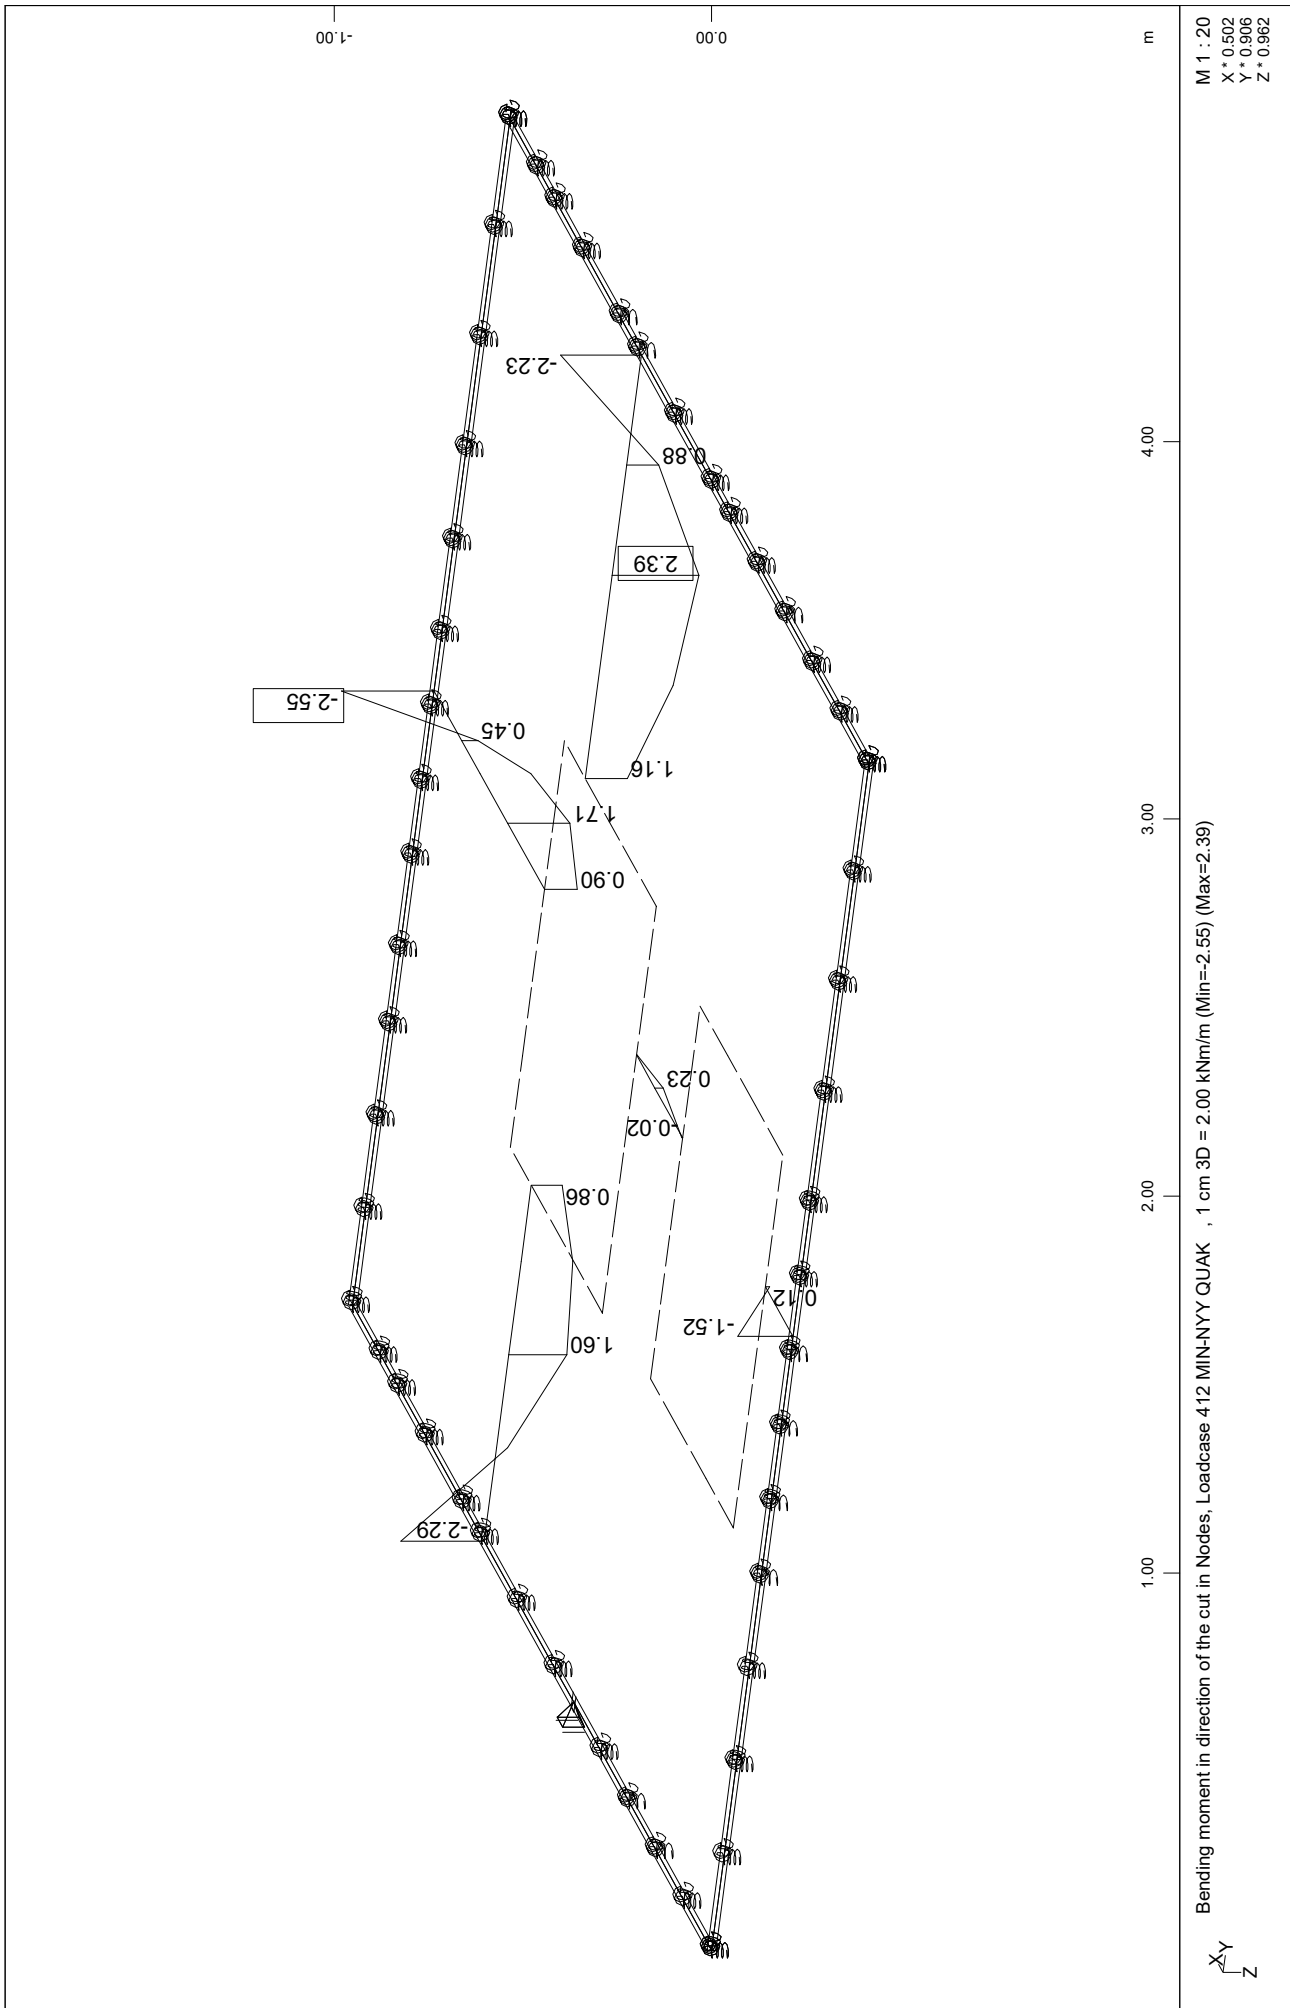 -1.00
0.00
m
M 1 : 20
X * 0.502
Y * 0.906
Z * 0.962
-2.23
0.88
4.00
2.39
-2.55
0.45
1.16
1.71
3.00
0.90
0.23
-0.02
0.86
2.00
0.12
-1.52
1.60
-2.29
1.00
Bending moment in direction of the cut in Nodes, Loadcase 412 MIN-NYY QUAK , 1 cm 3D = 2.00 kNm/m (Min=-2.55) (Max=2.39)
X
Y
Z